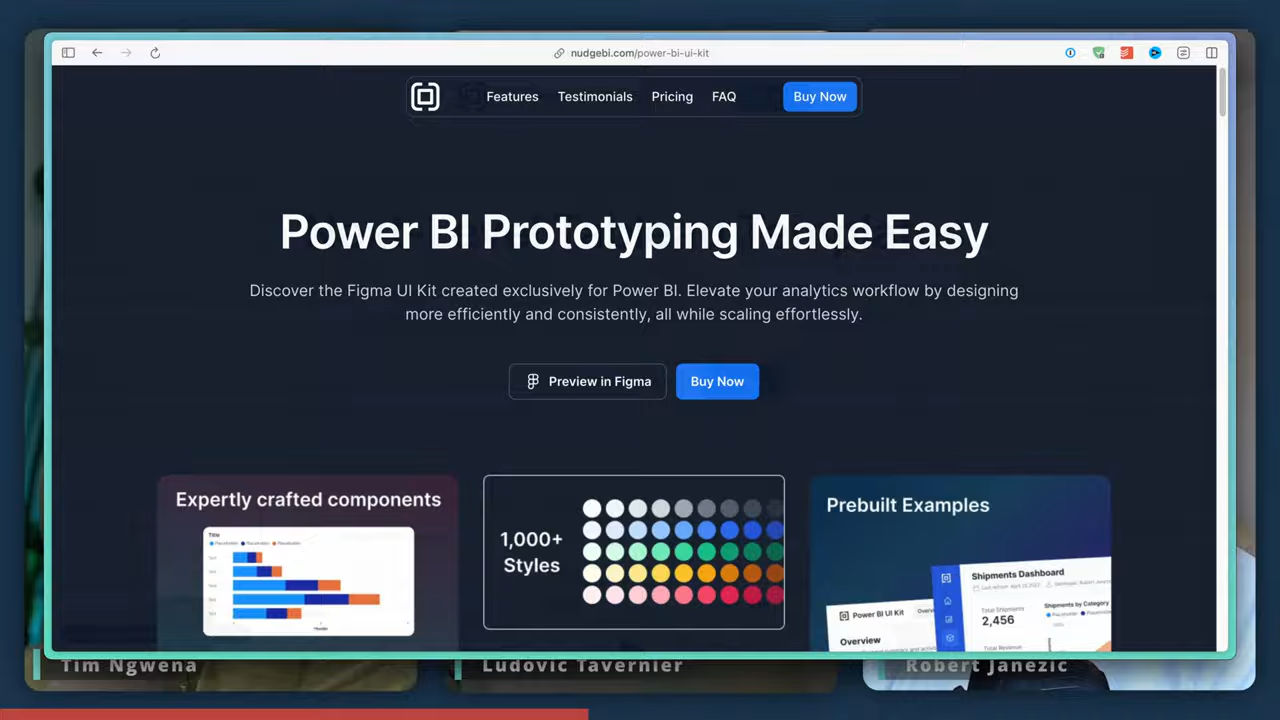 nudgebi.com/power-bi-ui-kit
Features Testimonials Pricing FAQ Buy Now
Power BI Prototyping Made Easy
Discover the Figma UI Kit created exclusively for Power BI. Elevate your analytics workflow by designing
more efficiently and consistently, all while scaling effortlessly.
Preview in Figma Buy Now
Expertly crafted components
Title
1,000+
Styles
Prebuilt Examples
Shipments Dashboard
Total Shipments
2,456
Shipments by Category
Total Revenue
Power BI UI Kit
Overview
Tim Ngwena
Ludovic Tavernier
Robert Janezic